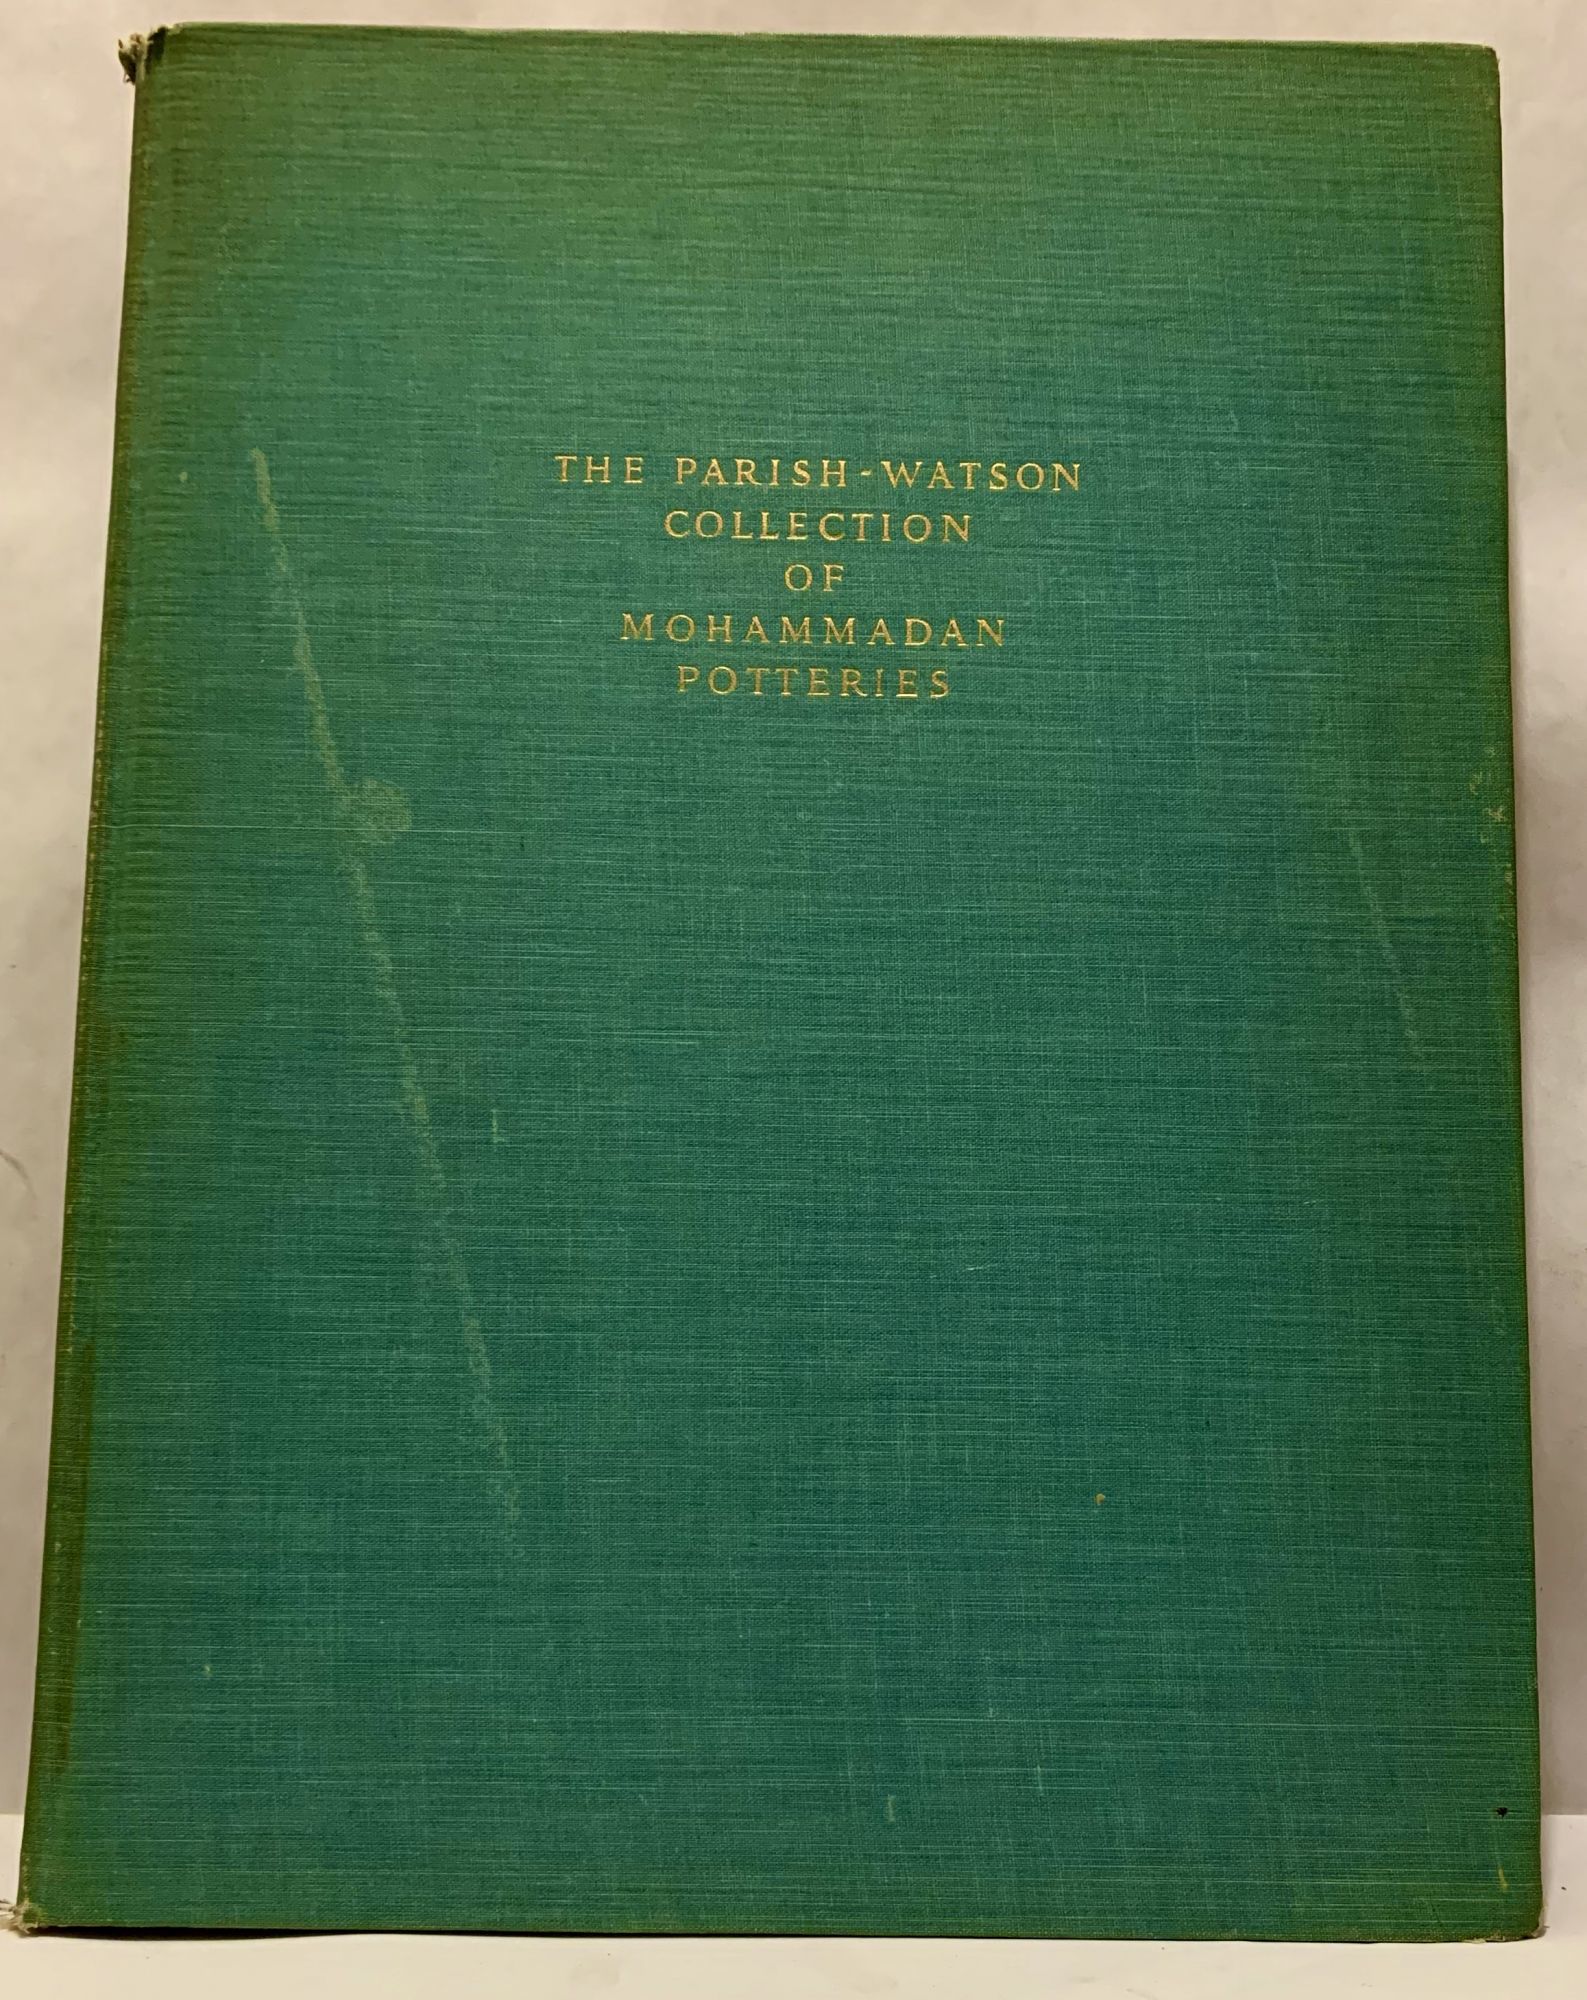 THE PARISH-WATSON
COLLECTION
OF
MOHAMMADAN
POTTERIES